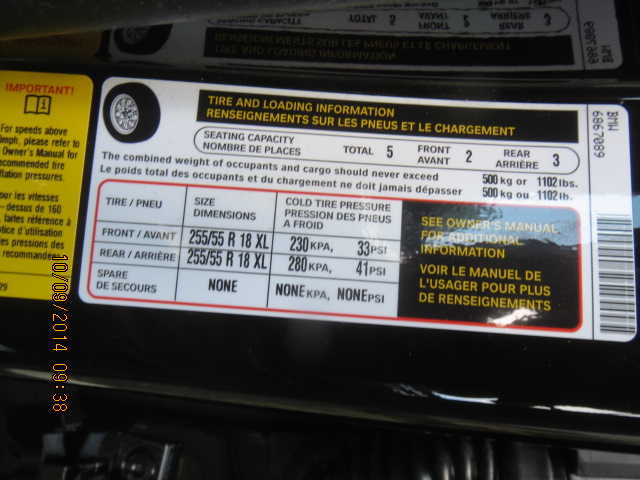 IMPORTANT!
For speeds above
mph, please refer to
Owner's Manual for
recommended tire
flation pressures.
our les vitesses
dessus de 160
, faites référence à
otice d'utilisation
les pressions des
recommandées
29
TIRE AND LOADING INFORMATION
RENSEIGNEMENTS SUR LES PNEUS ET LE CHARGEMENT
SEATING CAPACITY
NOMBRE DE PLACES
TOTAL 5
FRONT
AVANT 2
REAR
ARRIÈRE 3
The combined weight of occupants and cargo should never exceed 500 kg or 1102 lbs.
Le poids total des occupants et du chargement ne doit jamais dépasser 500 kg ou 1102 lb.
TIRE / PNEU
SIZE
DIMENSIONS
COLD TIRE PRESSURE
PRESSION DES PNEUS
A FROID
FRONT / AVANT 255/55 R 18 XL 230 KPA, 33 PSI
REAR / ARRIÈRE 255/55 R 18 XL 280 KPA, 41 PSI
SPARE
DE SECOURS
NONE NONE KPA, NONE PSI
SEE OWNER'S MANUAL
FOR ADDITIONAL
INFORMATION
VOIR LE MANUEL DE
L'USAGER POUR PLUS
DE RENSEIGNEMENTS
BMW
6867089
10/09/2014 09:38